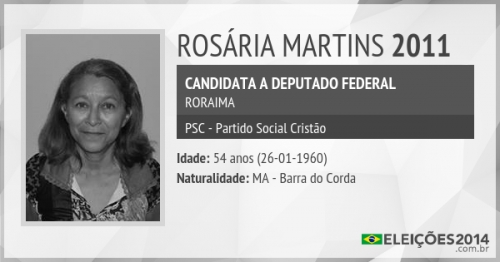 ROSÁRIA MARTINS 2011
CANDIDATA A DEPUTADO FEDERAL
RORAIMA
PSC - Partido Social Cristão
Idade: 54 anos (26-01-1960)
Naturalidade: MA - Barra do Corda
ELEIÇÕES2014
.com.br